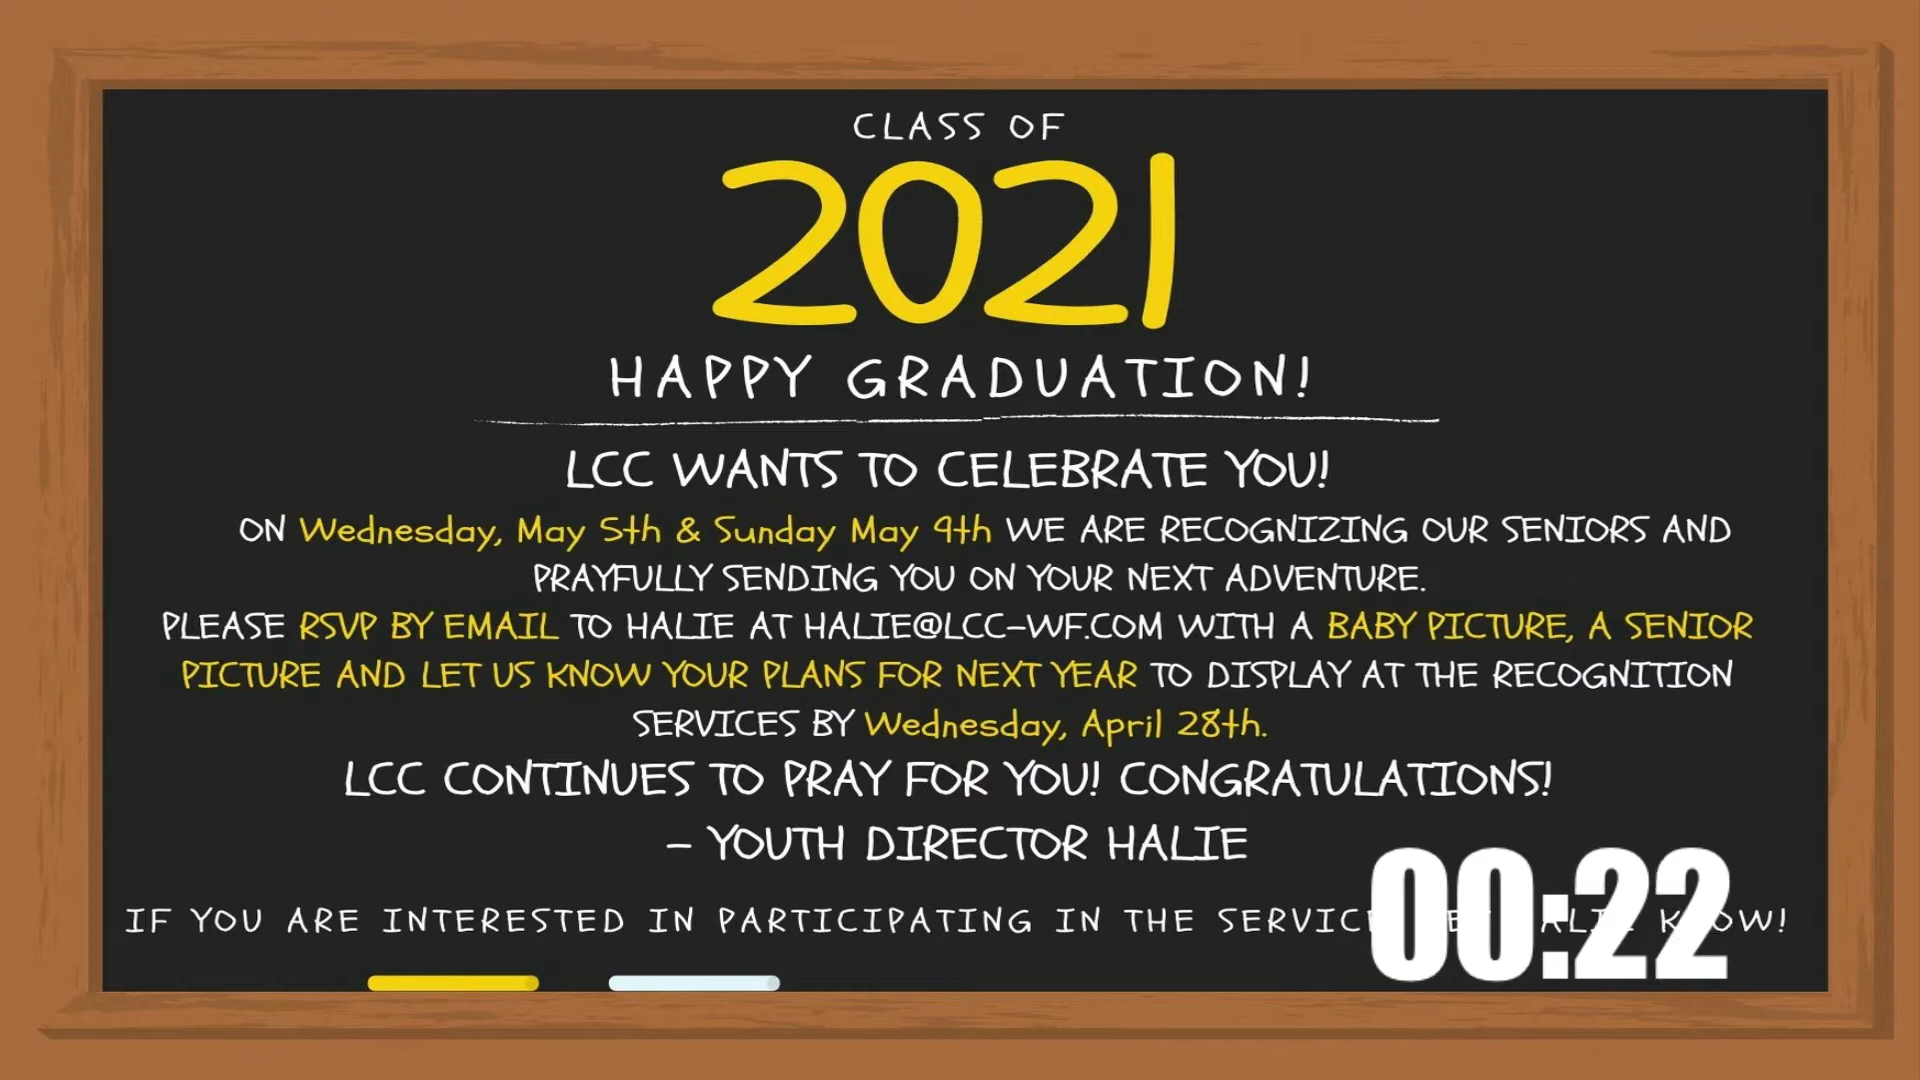 CLASS OF
2021
HAPPY GRADUATION!
LCC WANTS TO CELEBRATE YOU!
ON Wednesday, May 5th & Sunday May 9th WE ARE RECOGNIZING OUR SENIORS AND
PRAYFULLY SENDING YOU ON YOUR NEXT ADVENTURE.
PLEASE RSVP BY EMAIL TO HALIE AT HALIE@LCC-WF.COM WITH A BABY PICTURE, A SENIOR
PICTURE AND LET US KNOW YOUR PLANS FOR NEXT YEAR TO DISPLAY AT THE RECOGNITION
SERVICES BY Wednesday, April 28th.
LCC CONTINUES TO PRAY FOR YOU! CONGRATULATIONS!
- YOUTH DIRECTOR HALIE
IF YOU ARE INTERESTED IN PARTICIPATING IN THE
00:22